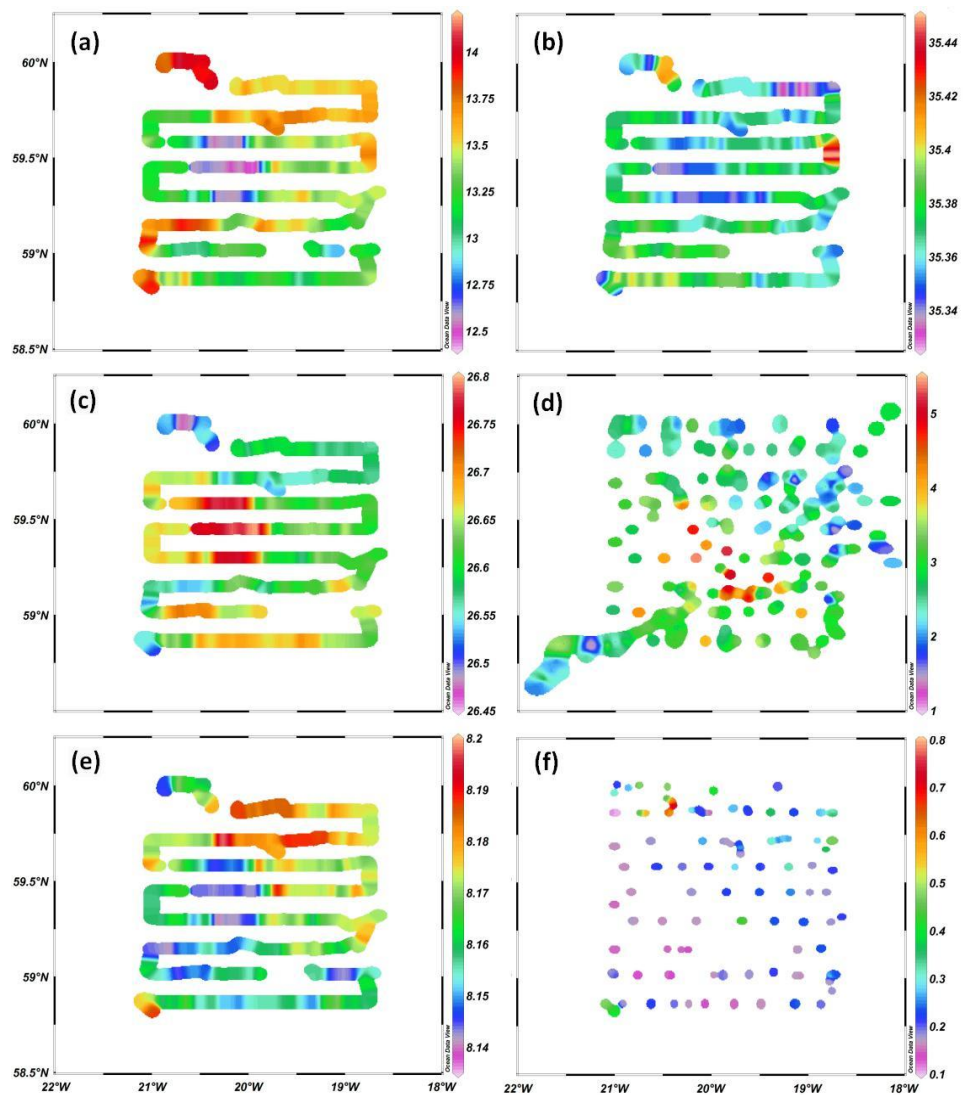 (a)
60°N
59.5°N
59°N
58.5°N
14
13.75
13.5
13.25
13
12.75
12.5
Ocean Data View
(b)
35.44
35.42
35.4
35.38
35.36
35.34
Ocean Data View
(c)
60°N
59.5°N
59°N
26.8
26.75
26.7
26.65
26.6
26.55
26.5
26.45
Ocean Data View
(d)
5
4
3
2
1
Ocean Data View
(e)
60°N
59.5°N
59°N
58.5°N
22°W 21°W 20°W 19°W 18°W
8.2
8.19
8.18
8.17
8.16
8.15
8.14
Ocean Data View
(f)
22°W 21°W 20°W 19°W 18°W
0.8
0.7
0.6
0.5
0.4
0.3
0.2
0.1
Ocean Data View